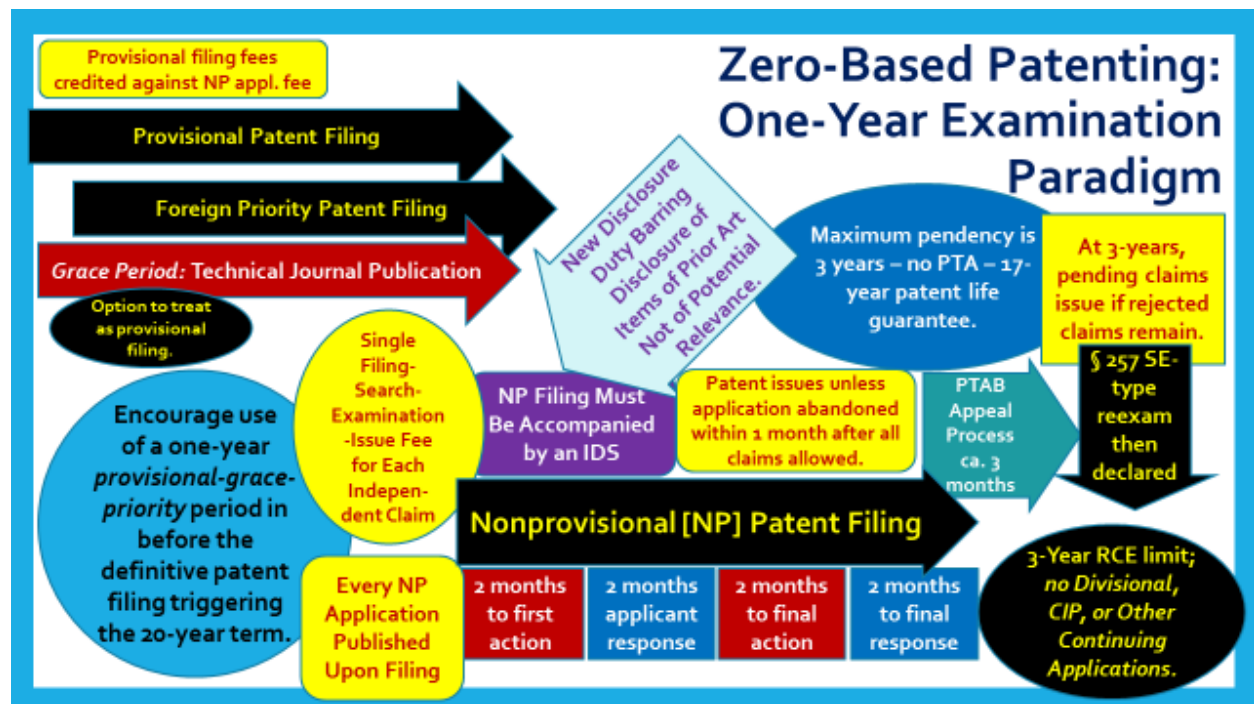 Provisional filing fees
credited against NP appl. fee
Zero-Based Patenting:
One-Year Examination
Paradigm
Provisional Patent Filing
Foreign Priority Patent Filing
Grace Period: Technical Journal Publication
Option to treat
as provisional
filing.
New Disclosure
Duty Barring
Disclosure of
Items of Prior Art
Not of Potential
Relevance.
Maximum pendency is
3 years – no PTA – 17-
year patent life
guarantee.
At 3-years,
pending claims
issue if rejected
claims remain.
Encourage use
of a one-year
provisional-grace-
priority period in
before the
definitive patent
filing triggering
the 20-year term.
Single
Filing-
Search-
Examination
-Issue Fee
for Each
Indepen-
dent Claim
NP Filing Must
Be Accompanied
by an IDS
Patent issues unless
application abandoned
within 1 month after all
claims allowed.
PTAB
Appeal
Process
ca. 3
months
§ 257 SE-
type
reexam
then
declared
Nonprovisional [NP] Patent Filing
Every NP
Application
Published
Upon Filing
2 months
to first
action
2 months
applicant
response
2 months
to final
action
2 months
to final
response
3-Year RCE limit;
no Divisional,
CIP, or Other
Continuing
Applications.